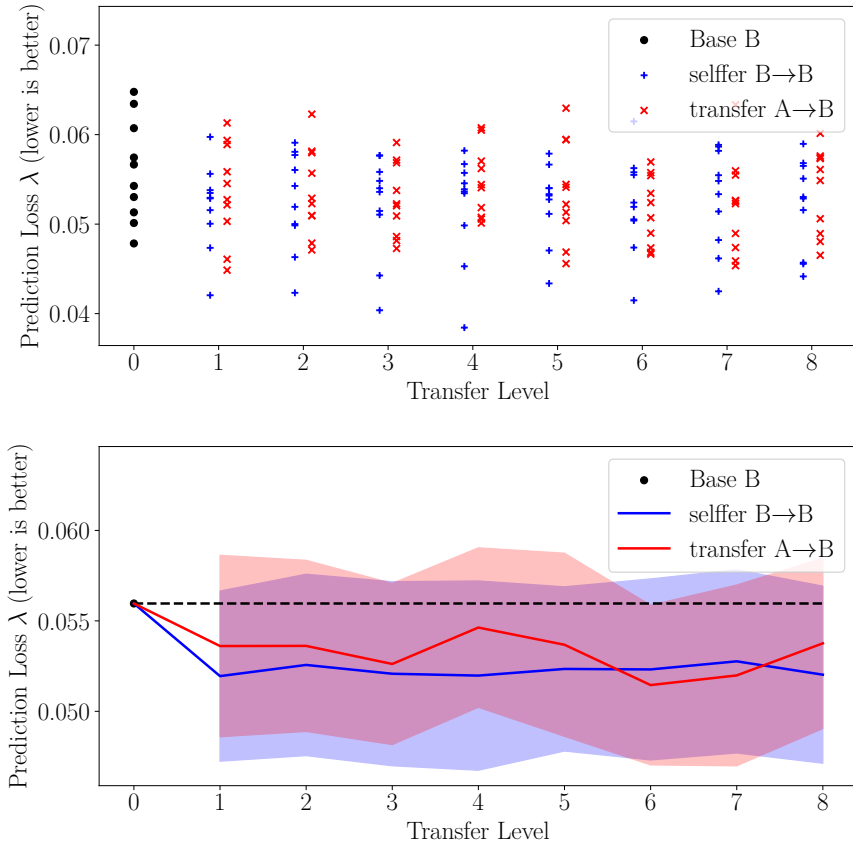 0.07
0.06
0.05
0.04
Prediction Loss λ (lower is better)
Base B
selffer B→B
transfer A→B
0 1 2 3 4 5 6 7 8
Transfer Level
0.060
0.055
0.050
Prediction Loss λ (lower is better)
Base B
selffer B→B
transfer A→B
0 1 2 3 4 5 6 7 8
Transfer Level